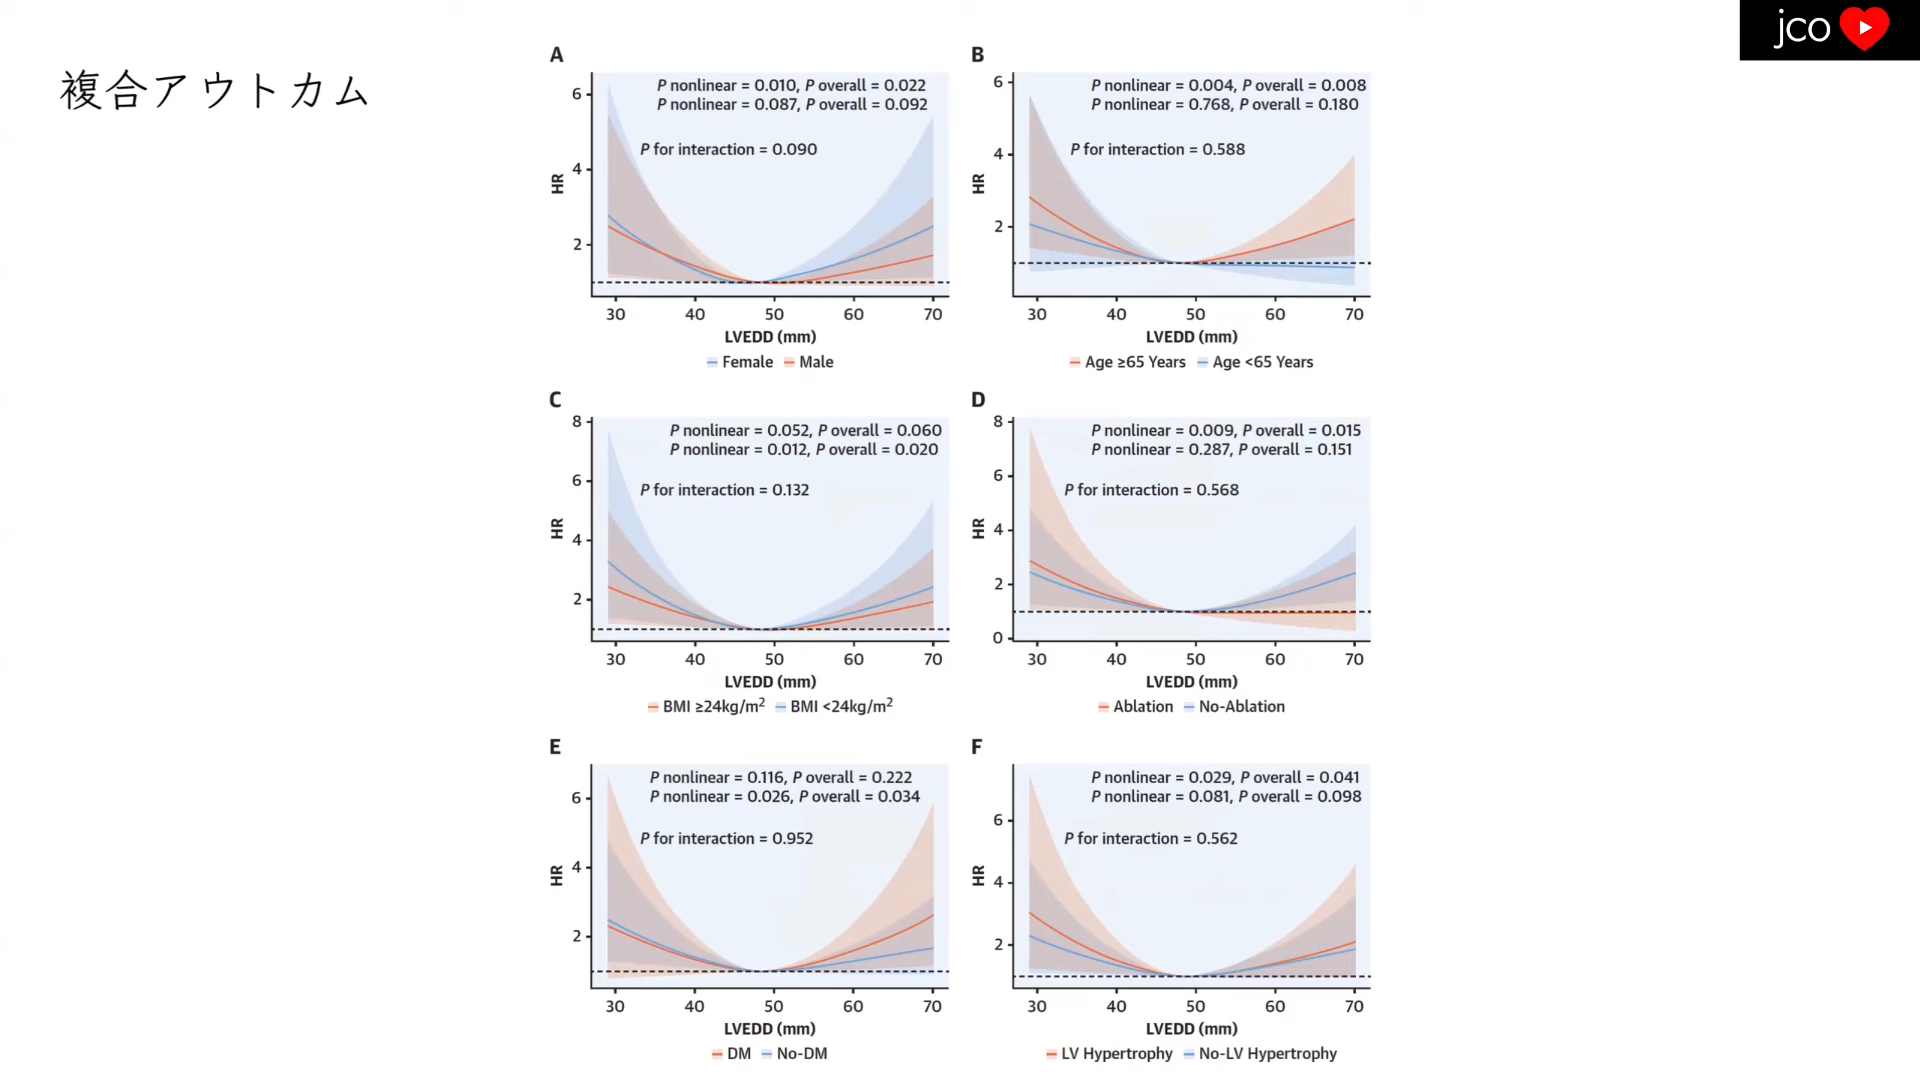 jco
複合アウトカム
A
P nonlinear = 0.010, P overall = 0.022
P nonlinear = 0.087, P overall = 0.092
P for interaction = 0.090
HR
6
4
2
30 40 50 60 70
LVEDD (mm)
Female Male
B
P nonlinear = 0.004, P overall = 0.008
P nonlinear = 0.768, P overall = 0.180
P for interaction = 0.588
HR
6
4
2
30 40 50 60 70
LVEDD (mm)
Age ≥65 Years Age <65 Years
C
P nonlinear = 0.052, P overall = 0.060
P nonlinear = 0.012, P overall = 0.020
P for interaction = 0.132
HR
8
6
4
2
30 40 50 60 70
LVEDD (mm)
BMI ≥24kg/m² BMI <24kg/m²
D
P nonlinear = 0.009, P overall = 0.015
P nonlinear = 0.287, P overall = 0.151
P for interaction = 0.568
HR
8
6
4
2
0
30 40 50 60 70
LVEDD (mm)
Ablation No-Ablation
E
P nonlinear = 0.116, P overall = 0.222
P nonlinear = 0.026, P overall = 0.034
P for interaction = 0.952
HR
6
4
2
30 40 50 60 70
LVEDD (mm)
DM No-DM
F
P nonlinear = 0.029, P overall = 0.041
P nonlinear = 0.081, P overall = 0.098
P for interaction = 0.562
HR
6
4
2
30 40 50 60 70
LVEDD (mm)
LV Hypertrophy No-LV Hypertrophy